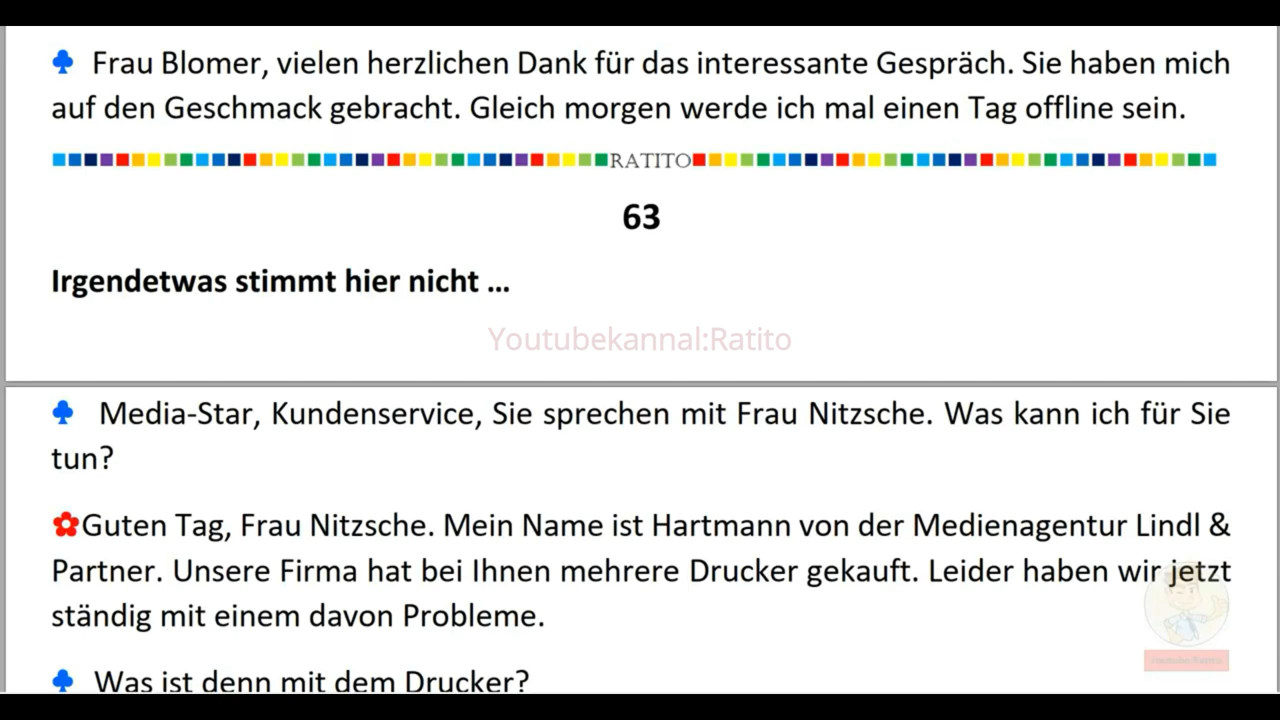 ♣ Frau Blomer, vielen herzlichen Dank für das interessante Gespräch. Sie haben mich
auf den Geschmack gebracht. Gleich morgen werde ich mal einen Tag offline sein.
RATITO
63
Irgendetwas stimmt hier nicht ...
Youtubekannal:Ratito
♣ Media-Star, Kundenservice, Sie sprechen mit Frau Nitzsche. Was kann ich für Sie
tun?
✿Guten Tag, Frau Nitzsche. Mein Name ist Hartmann von der Medienagentur Lindl &
Partner. Unsere Firma hat bei Ihnen mehrere Drucker gekauft. Leider haben wir jetzt
ständig mit einem davon Probleme.
♣ Was ist denn mit dem Drucker?